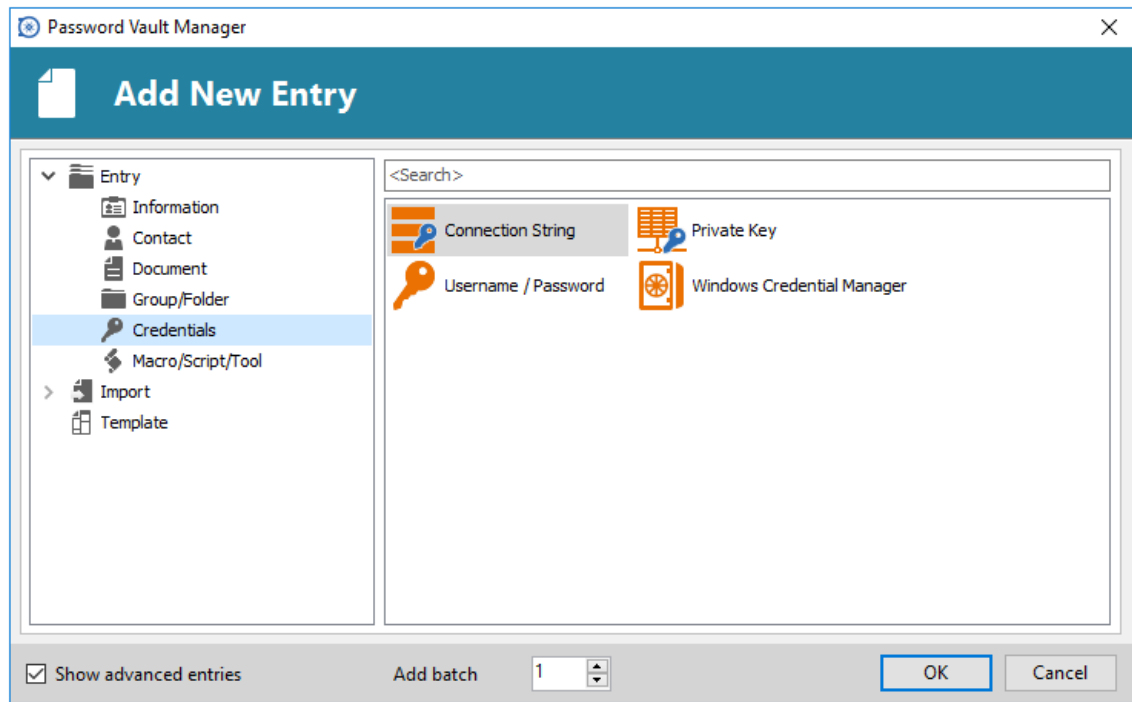 Password Vault Manager
Add New Entry
Entry
Information
Contact
Document
Group/Folder
Credentials
Macro/Script/Tool
Import
Template
<Search>
Connection String
Private Key
Username / Password
Windows Credential Manager
Show advanced entries
Add batch
1
OK
Cancel